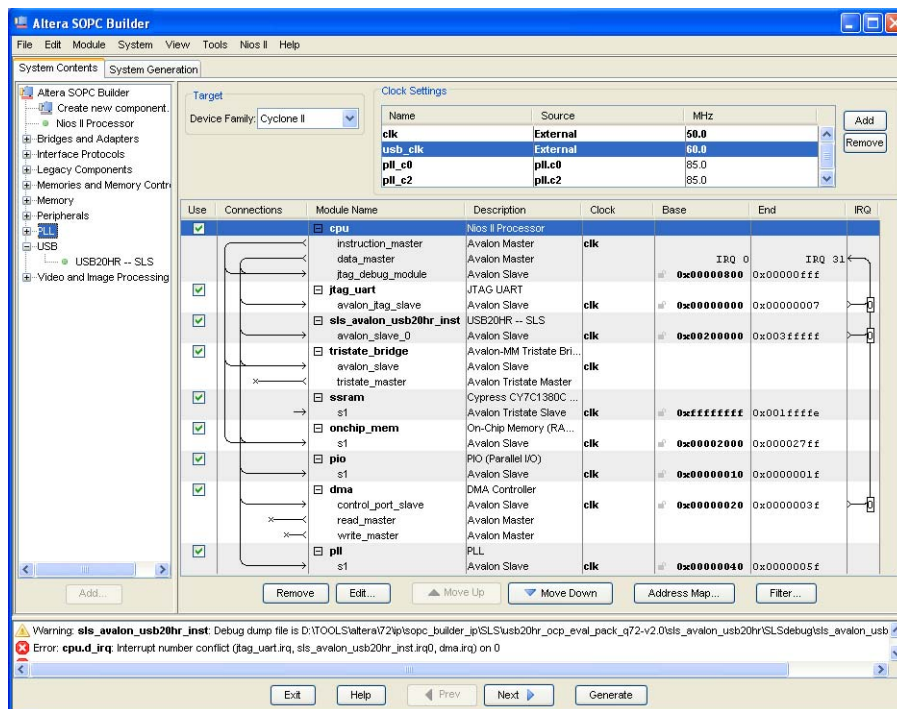 Altera SOPC Builder
File Edit Module System View Tools Nios II Help
System Contents System Generation
Altera SOPC Builder
Create new component.
Nios II Processor
Bridges and Adapters
Interface Protocols
Legacy Components
Memories and Memory Contr
Memory
Peripherals
PLL
USB
USB20HR -- SLS
Video and Image Processing
Add...
Target
Device Family: Cyclone II
Clock Settings
Name Source MHz
clk External 50.0
usb_clk External 60.0
pll_c0 pll.c0 85.0
pll_c2 pll.c2 85.0
Add
Remove
Use Connections Module Name Description Clock Base End IRQ
cpu Nios II Processor
instruction_master Avalon Master clk
data_master Avalon Master IRQ 0 IRQ 31
jtag_debug_module Avalon Slave 0x00000800 0x00000fff
jtag_uart JTAG UART
avalon_jtag_slave Avalon Slave clk 0x00000000 0x00000007 0
sls_avalon_usb20hr_inst USB20HR -- SLS
avalon_slave_0 Avalon Slave clk 0x00200000 0x003fffff 0
tristate_bridge Avalon-MM Tristate Bri...
avalon_slave Avalon Slave clk
tristate_master Avalon Tristate Master
ssram Cypress CY7C1380C ...
s1 Avalon Tristate Slave clk 0xffffffff 0x001ffffe
onchip_mem On-Chip Memory (RA...
s1 Avalon Slave clk 0x00002000 0x000027ff
pio PIO (Parallel I/O)
s1 Avalon Slave clk 0x00000010 0x0000001f
dma DMA Controller
control_port_slave Avalon Slave clk 0x00000020 0x0000003f 0
read_master Avalon Master
write_master Avalon Master
pll PLL
s1 Avalon Slave clk 0x00000040 0x0000005f
Remove Edit... Move Up Move Down Address Map... Filter...
Warning: sls_avalon_usb20hr_inst: Debug dump file is D:\TOOLS\altera\72\ip\sopc_builder_ip\SLS\usb20hr_ocp_eval_pack_q72-v2.0\sls_avalon_usb20hr\SLSdebug\sls_avalon_usb
Error: cpu.d_irq: Interrupt number conflict (jtag_uart.irq, sls_avalon_usb20hr_inst.irq0, dma.irq) on 0
Exit Help Prev Next Generate